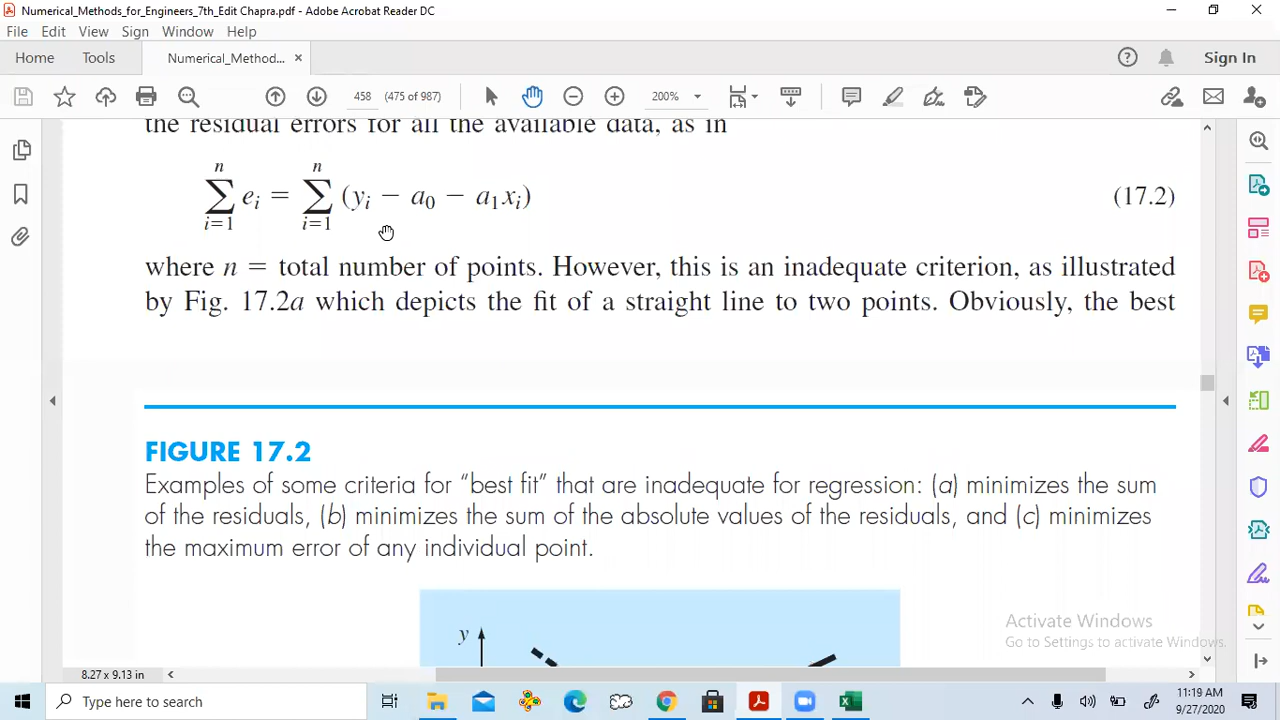 Numerical_Methods_for_Engineers_7th_Edit Chapra.pdf - Adobe Acrobat Reader DC
File Edit View Sign Window Help
Home Tools Numerical_Method... × Sign In
458 (475 of 987) 200%
the residual errors for all the available data, as in
n n
∑ eᵢ = ∑ (yᵢ − a₀ − a₁xᵢ) (17.2)
i=1 i=1
where n = total number of points. However, this is an inadequate criterion, as illustrated
by Fig. 17.2a which depicts the fit of a straight line to two points. Obviously, the best
FIGURE 17.2
Examples of some criteria for “best fit” that are inadequate for regression: (a) minimizes the sum
of the residuals, (b) minimizes the sum of the absolute values of the residuals, and (c) minimizes
the maximum error of any individual point.
y
Activate Windows
Go to Settings to activate Windows.
8.27 x 9.13 in
Type here to search
11:19 AM
9/27/2020